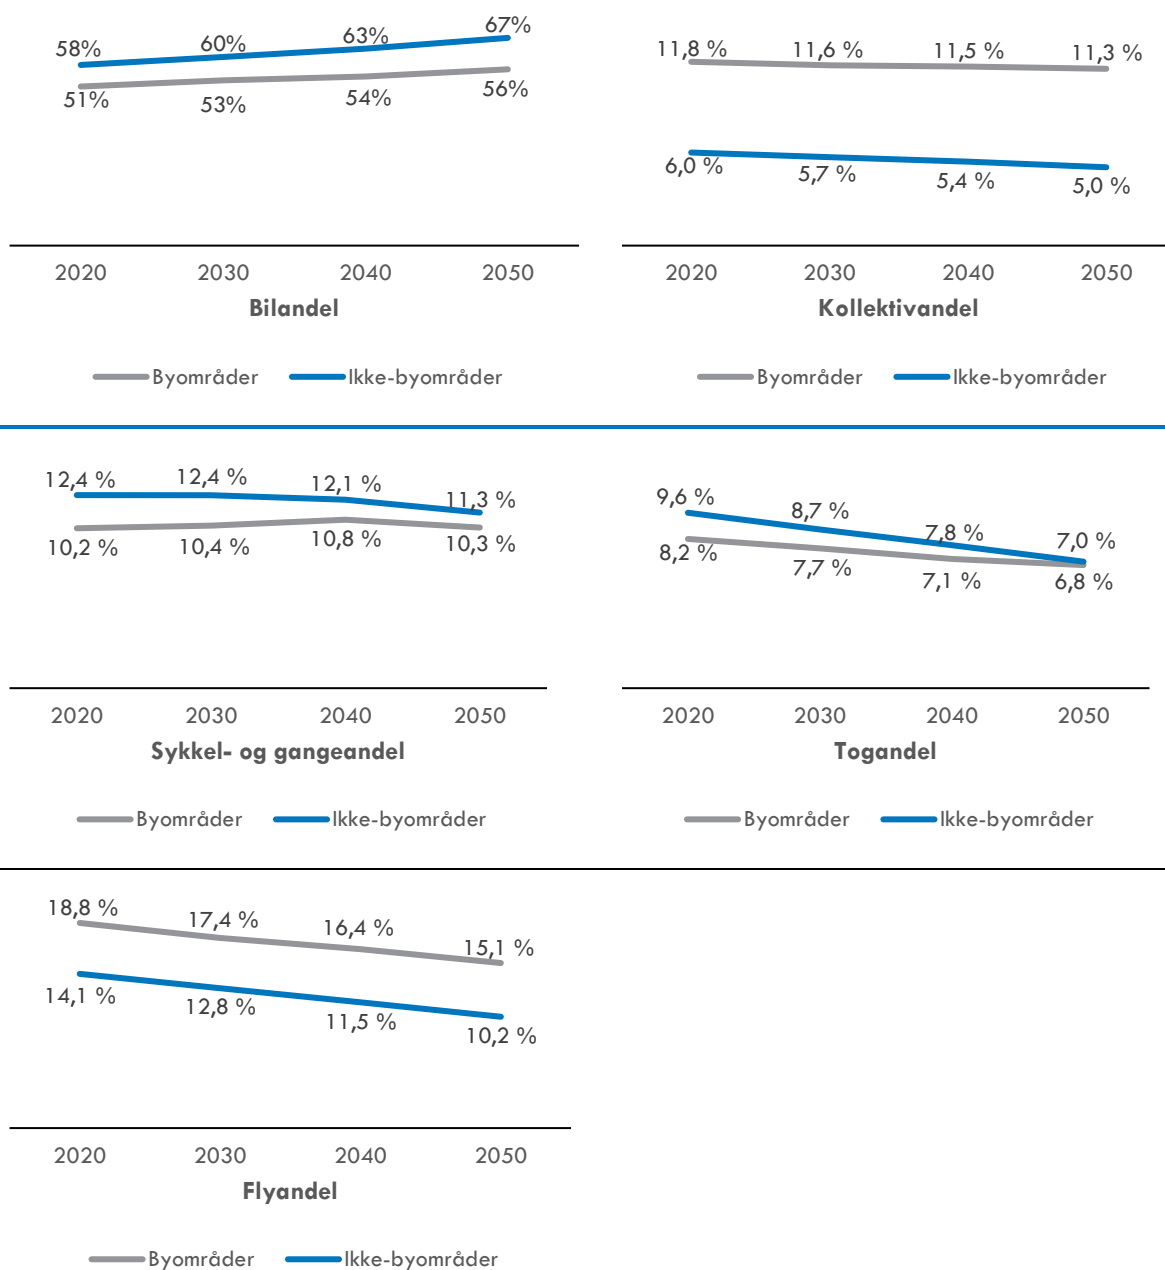 58% 60% 63% 67%
51% 53% 54% 56%
2020 2030 2040 2050
Bilandel
Byområder Ikke-byområder
11,8 % 11,6 % 11,5 % 11,3 %
6,0 % 5,7 % 5,4 % 5,0 %
2020 2030 2040 2050
Kollektivandel
Byområder Ikke-byområder
12,4 % 12,4 % 12,1 % 11,3 %
10,2 % 10,4 % 10,8 % 10,3 %
2020 2030 2040 2050
Sykkel- og gangeandel
Byområder Ikke-byområder
9,6 % 8,7 % 7,8 % 7,0 %
8,2 % 7,7 % 7,1 % 6,8 %
2020 2030 2040 2050
Togandel
Byområder Ikke-byområder
18,8 % 17,4 % 16,4 % 15,1 %
14,1 % 12,8 % 11,5 % 10,2 %
2020 2030 2040 2050
Flyandel
Byområder Ikke-byområder